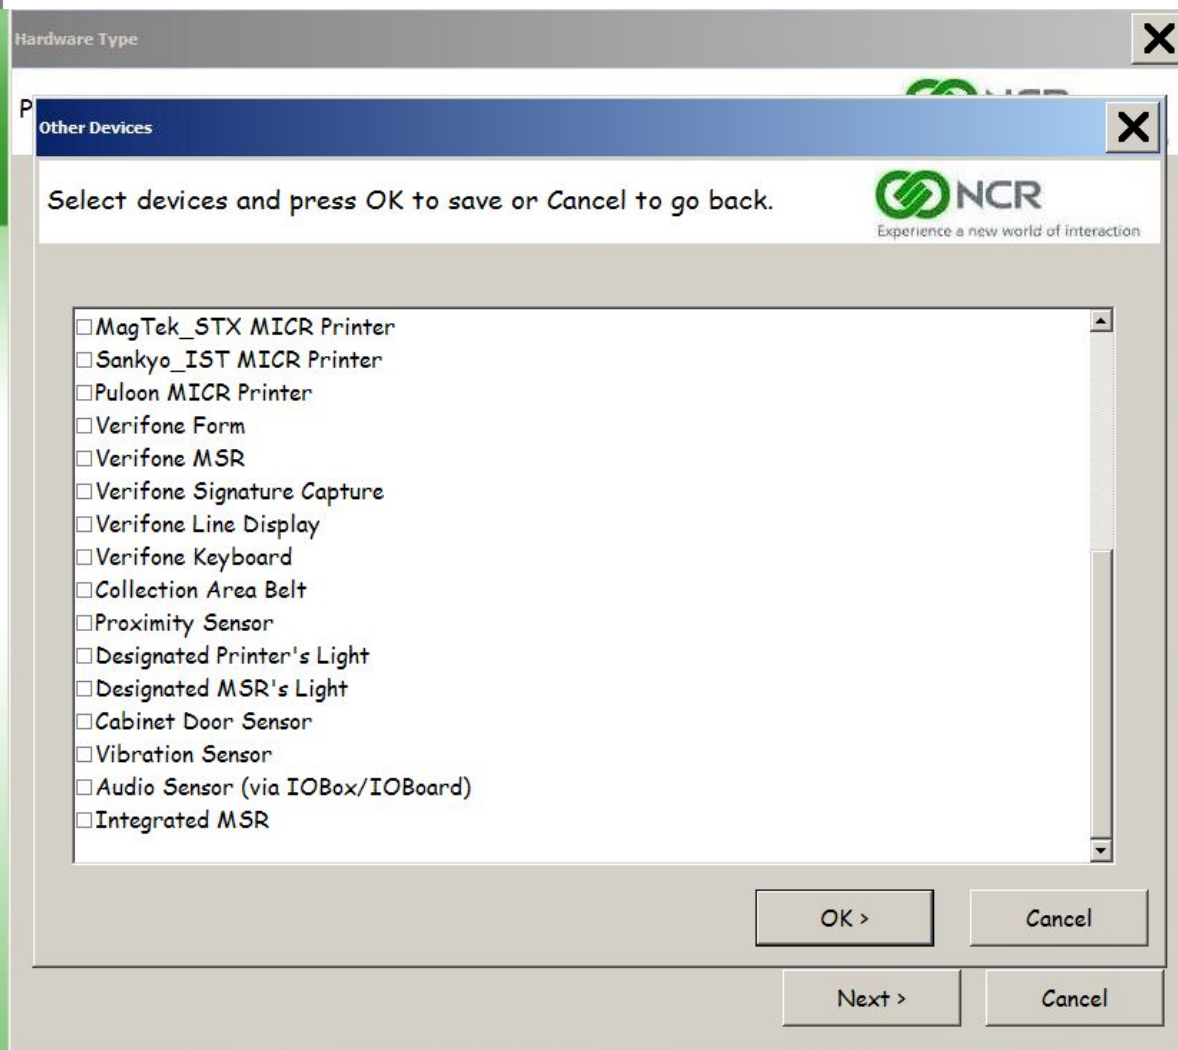 Hardware Type
P
Other Devices
Select devices and press OK to save or Cancel to go back.
NCR
Experience a new world of interaction
MagTek_STX MICR Printer
Sankyo_IST MICR Printer
Puloon MICR Printer
Verifone Form
Verifone MSR
Verifone Signature Capture
Verifone Line Display
Verifone Keyboard
Collection Area Belt
Proximity Sensor
Designated Printer's Light
Designated MSR's Light
Cabinet Door Sensor
Vibration Sensor
Audio Sensor (via IOBox/IOBoard)
Integrated MSR
OK >
Cancel
Next >
Cancel